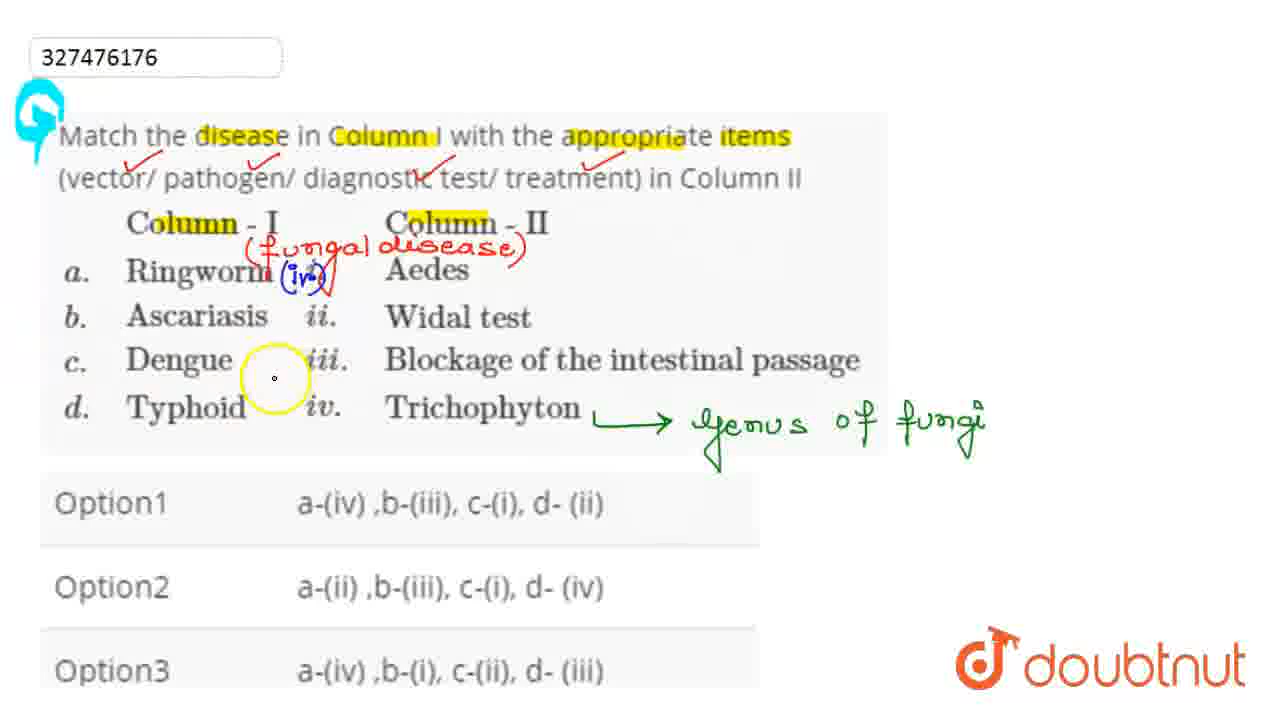 327476176
Match the disease in Column I with the appropriate items
(vector/ pathogen/ diagnostic test/ treatment) in Column II
Column - I Column - II
(fungal disease)
a. Ringworm (iv) Aedes
b. Ascariasis ii. Widal test
c. Dengue iii. Blockage of the intestinal passage
d. Typhoid iv. Trichophyton → Genus of fungi
Option1 a-(iv) ,b-(iii), c-(i), d- (ii)
Option2 a-(ii) ,b-(iii), c-(i), d- (iv)
Option3 a-(iv) ,b-(i), c-(ii), d- (iii)
doubtnut